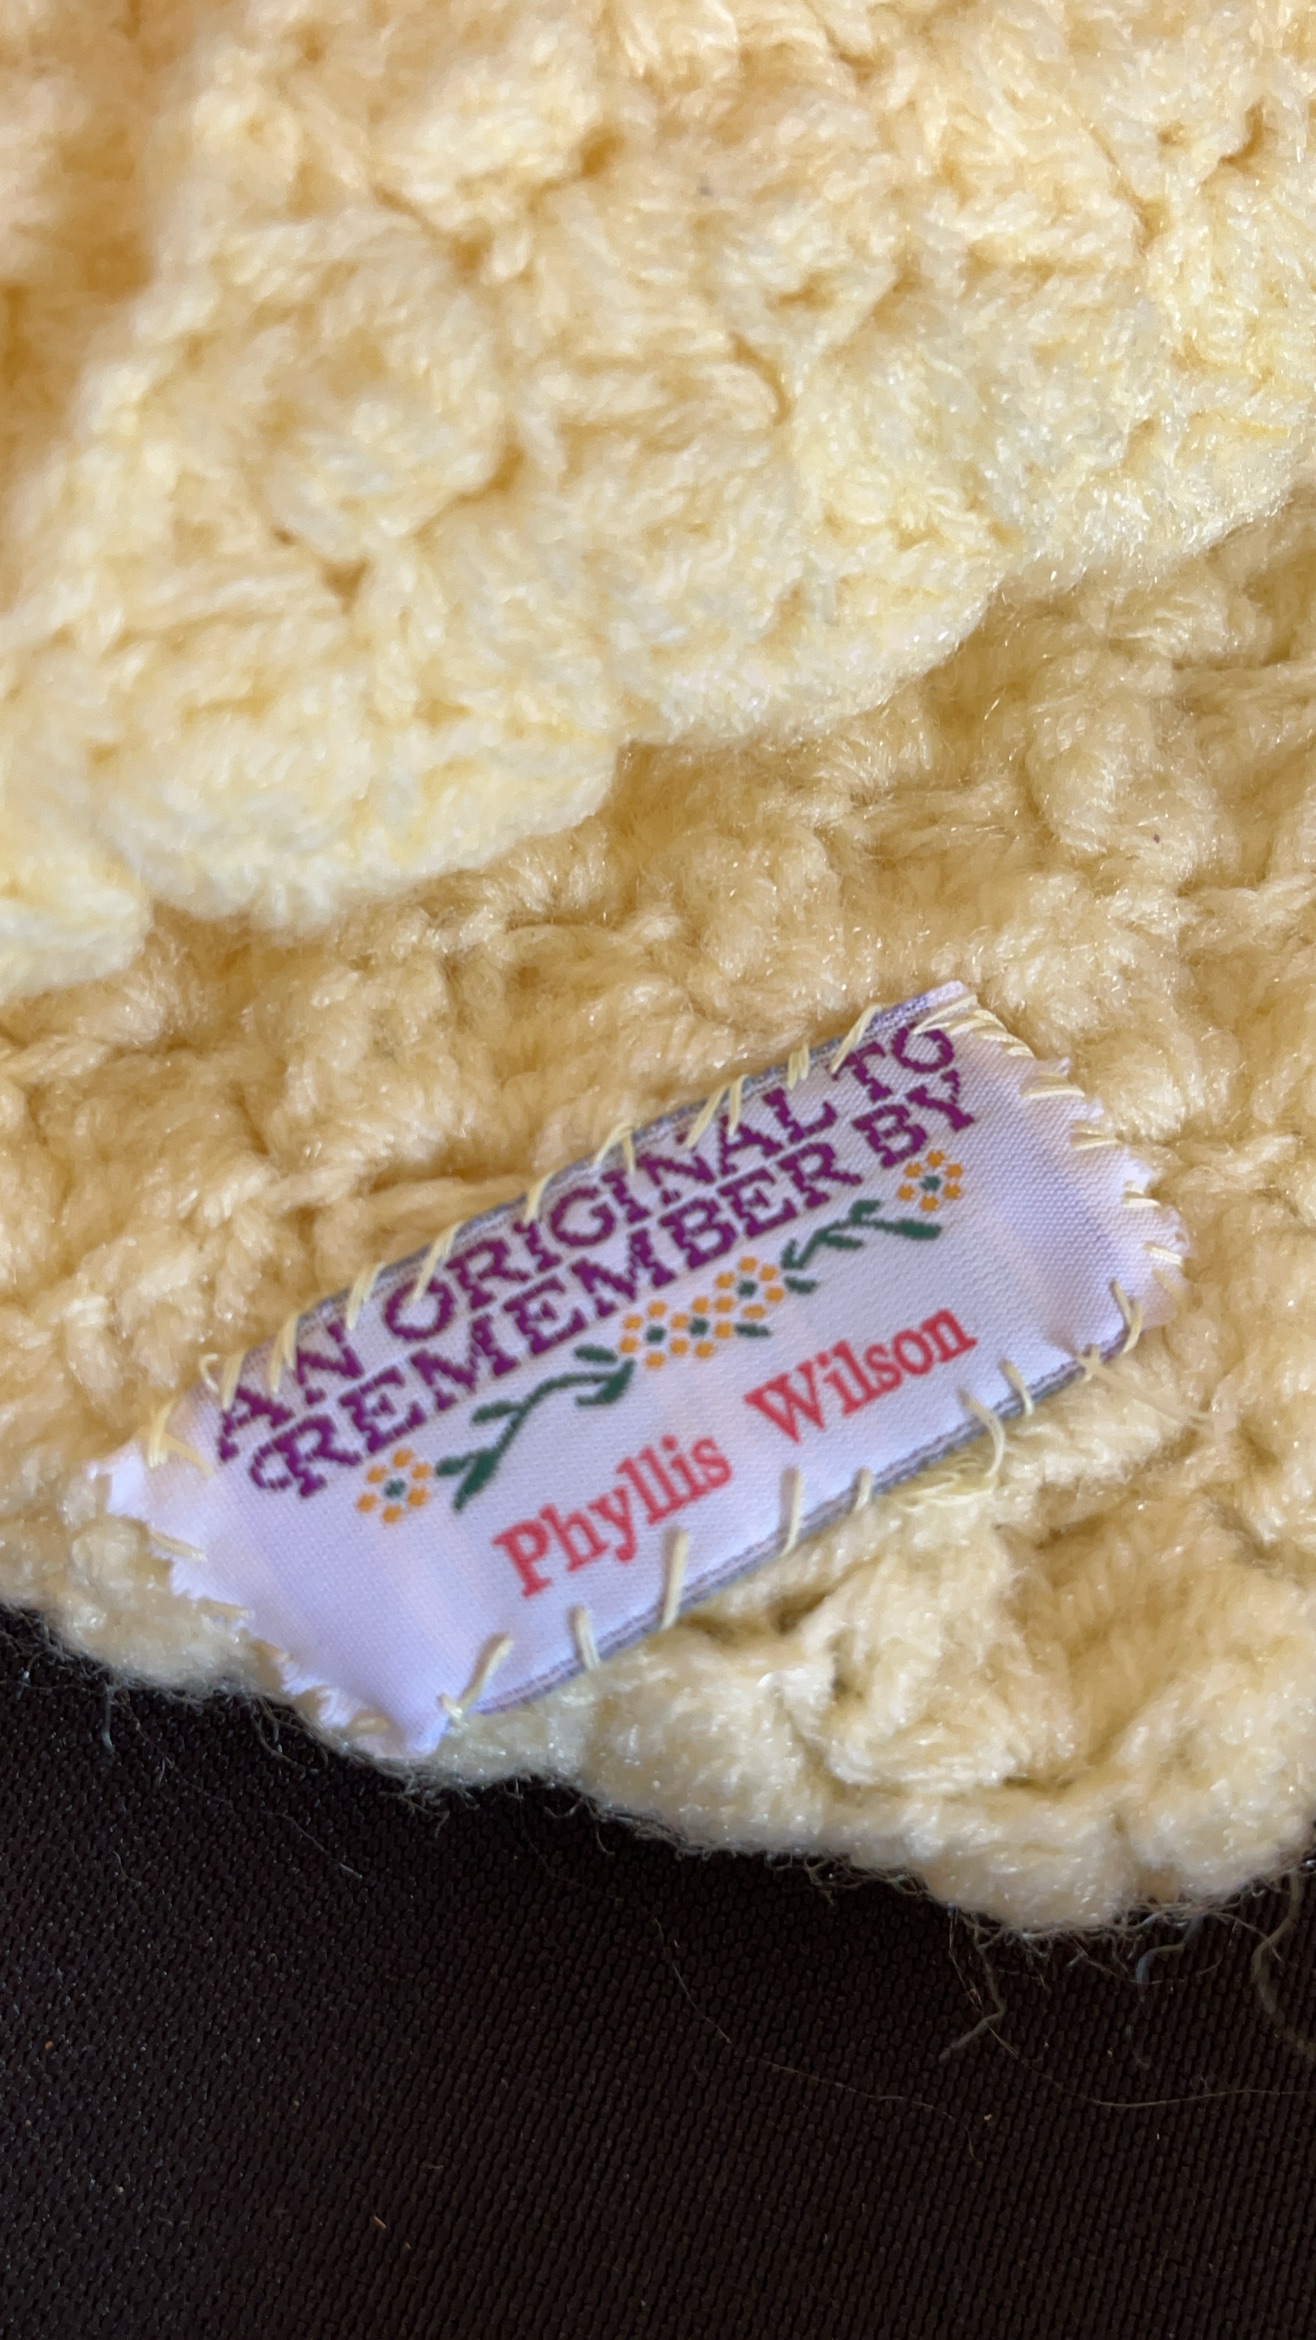 AN ORIGINAL TO
REMEMBER BY
Phyllis Wilson